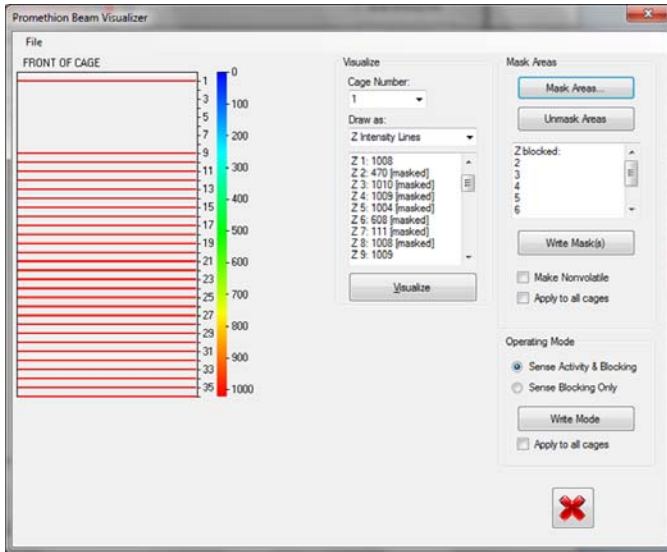 Promethion Beam Visualizer
File
FRONT OF CAGE
1
3
5
7
9
11
13
15
17
19
21
23
25
27
29
31
33
35
0
100
200
300
400
500
600
700
800
900
1000
Visualize
Cage Number:
1
Draw as:
Z Intensity Lines
Z 1: 1008
Z 2: 470 [masked]
Z 3: 1010 [masked]
Z 4: 1009 [masked]
Z 5: 1004 [masked]
Z 6: 608 [masked]
Z 7: 111 [masked]
Z 8: 1008 [masked]
Z 9: 1009
Visualize
Mask Areas
Mask Areas...
Unmask Areas
Z blocked:
2
3
4
5
6
Write Mask(s)
Make Nonvolatile
Apply to all cages
Operating Mode
Sense Activity & Blocking
Sense Blocking Only
Write Mode
Apply to all cages